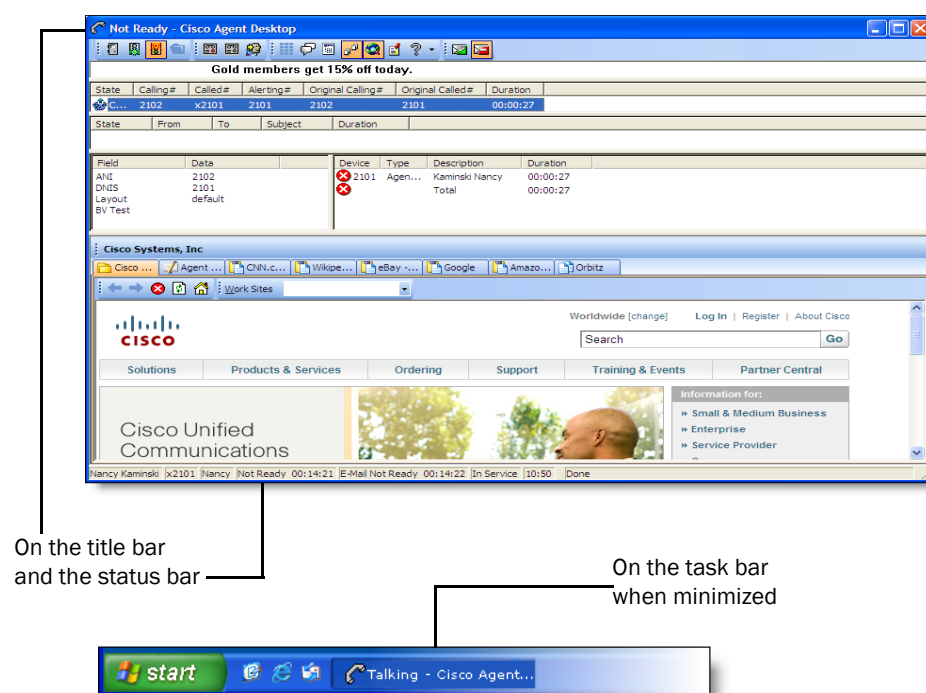 Not Ready - Cisco Agent Desktop
Gold members get 15% off today.
State Calling# Called# Alerting# Original Calling# Original Called# Duration
C... 2102 x2101 2101 2102 2101 00:00:27
State From To Subject Duration
Field Data
ANI 2102
DNIS 2101
Layout default
BV Test
Device Type Description Duration
2101 Agen... Kaminski Nancy 00:00:27
Total 00:00:27
Cisco Systems, Inc
Cisco ... Agent ... CNN.c... Wikipe... eBay -... Google Amazo... Orbitz
Work Sites
Worldwide [change] Log In | Register | About Cisco
CISCO
Search Go
Solutions Products & Services Ordering Support Training & Events Partner Central
Cisco Unified
Communications
Information for:
» Small & Medium Business
» Enterprise
» Service Provider
Nancy Kaminski x2101 Nancy Not Ready 00:14:21 E-Mail Not Ready 00:14:22 In Service 10:50 Done
On the title bar
and the status bar
On the task bar
when minimized
start Talking - Cisco Agent...